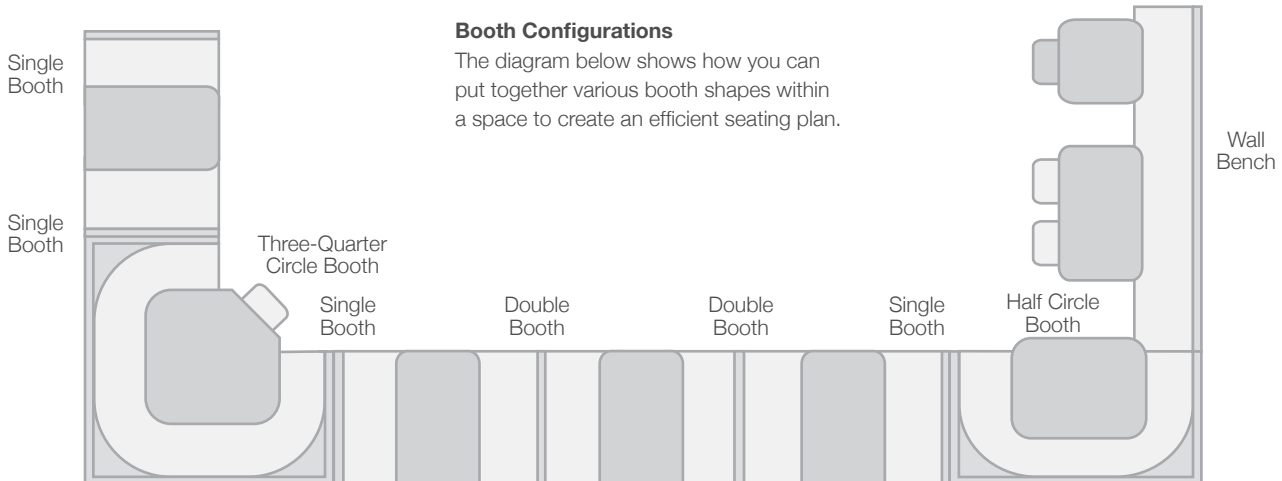 Booth Configurations
The diagram below shows how you can
put together various booth shapes within
a space to create an efficient seating plan.
Single
Booth
Wall
Bench
Single
Booth
Three-Quarter
Circle Booth
Single
Booth
Double
Booth
Double
Booth
Single
Booth
Half Circle
Booth